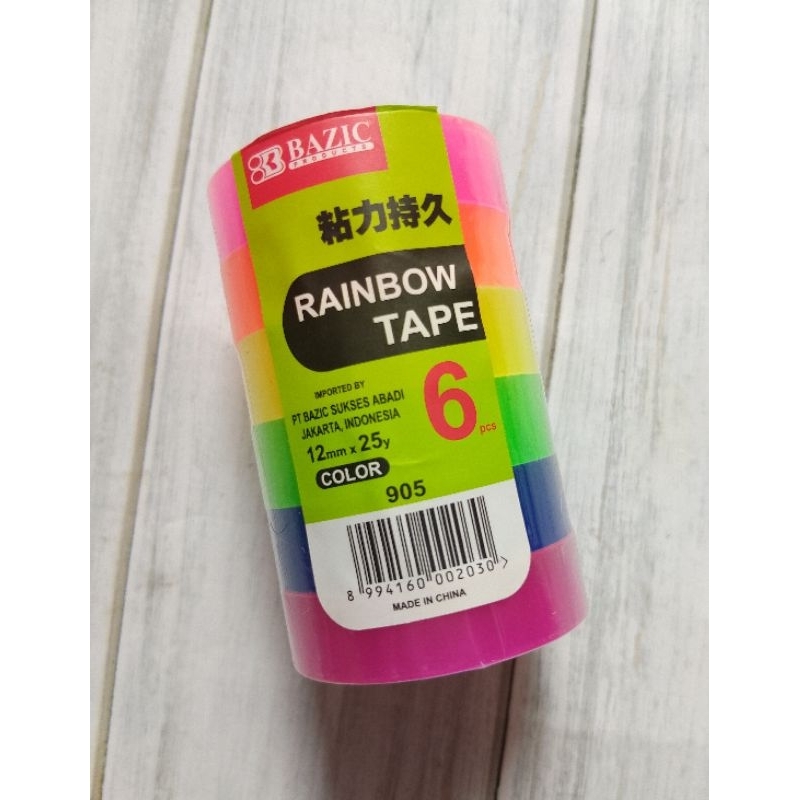 BAZIC
PRODUCTS
粘力持久
RAINBOW
TAPE
IMPORTED BY
PT BAZIC SUKSES ABADI
JAKARTA, INDONESIA
6 pcs
12mm x 25y
COLOR
905
8 994160 002030 >
MADE IN CHINA